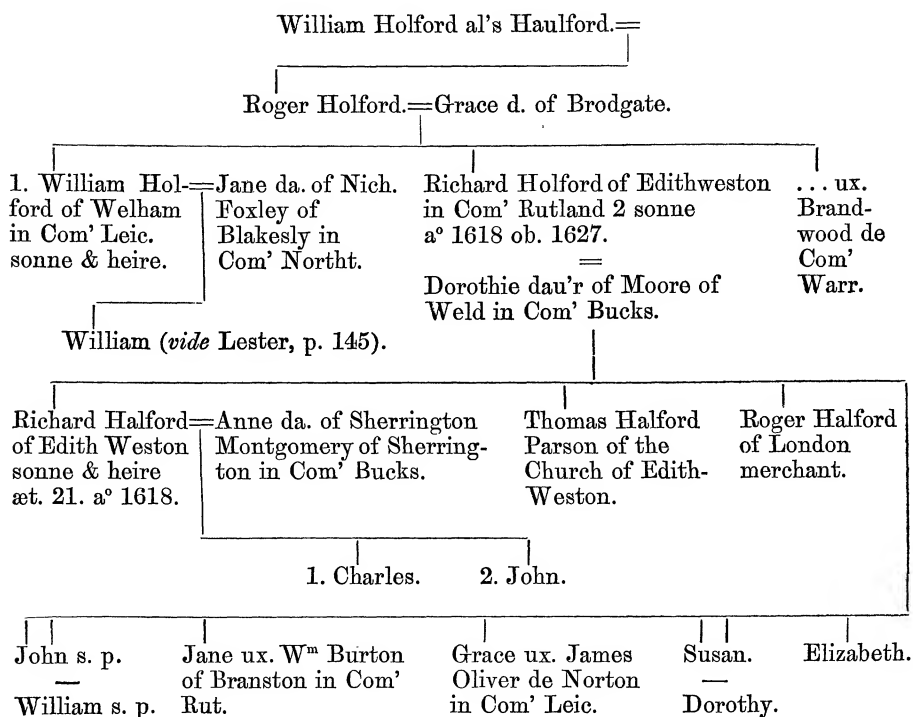 William Holford al's Haulford.=
Roger Holford.=Grace d. of Brodgate.
1. William Hol-=Jane da. of Nich.
ford of Welham Foxley of
in Com' Leic. Blakesly in
sonne & heire. Com' Northt.
Richard Holford of Edithweston
in Com' Rutland 2 sonne
aº 1618 ob. 1627.
=
Dorothie dau'r of Moore of
Weld in Com' Bucks.
... ux.
Brand-
wood de
Com'
Warr.
William (vide Lester, p. 145).
Richard Halford=Anne da. of Sherrington
of Edith Weston Montgomery of Sherring-
sonne & heire ton in Com' Bucks.
æt. 21. aº 1618.
Thomas Halford
Parson of the
Church of Edith-
Weston.
Roger Halford
of London
merchant.
1. Charles. 2. John.
John s. p.
—
William s. p.
Jane ux. Wᵐ Burton
of Branston in Com'
Rut.
Grace ux. James
Oliver de Norton
in Com' Leic.
Susan.
—
Dorothy.
Elizabeth.